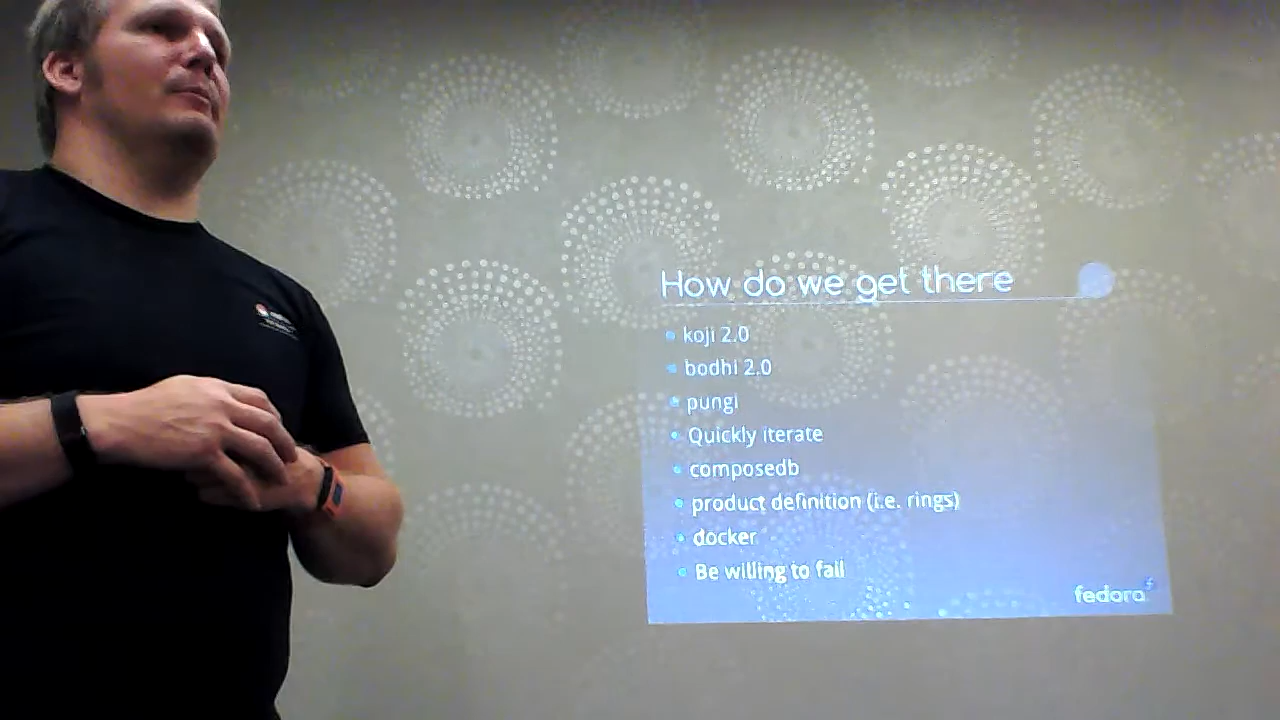 How do we get there
koji 2.0
bodhi 2.0
pungi
Quickly iterate
composedb
product definition (i.e. rings)
docker
Be willing to fail
fedora